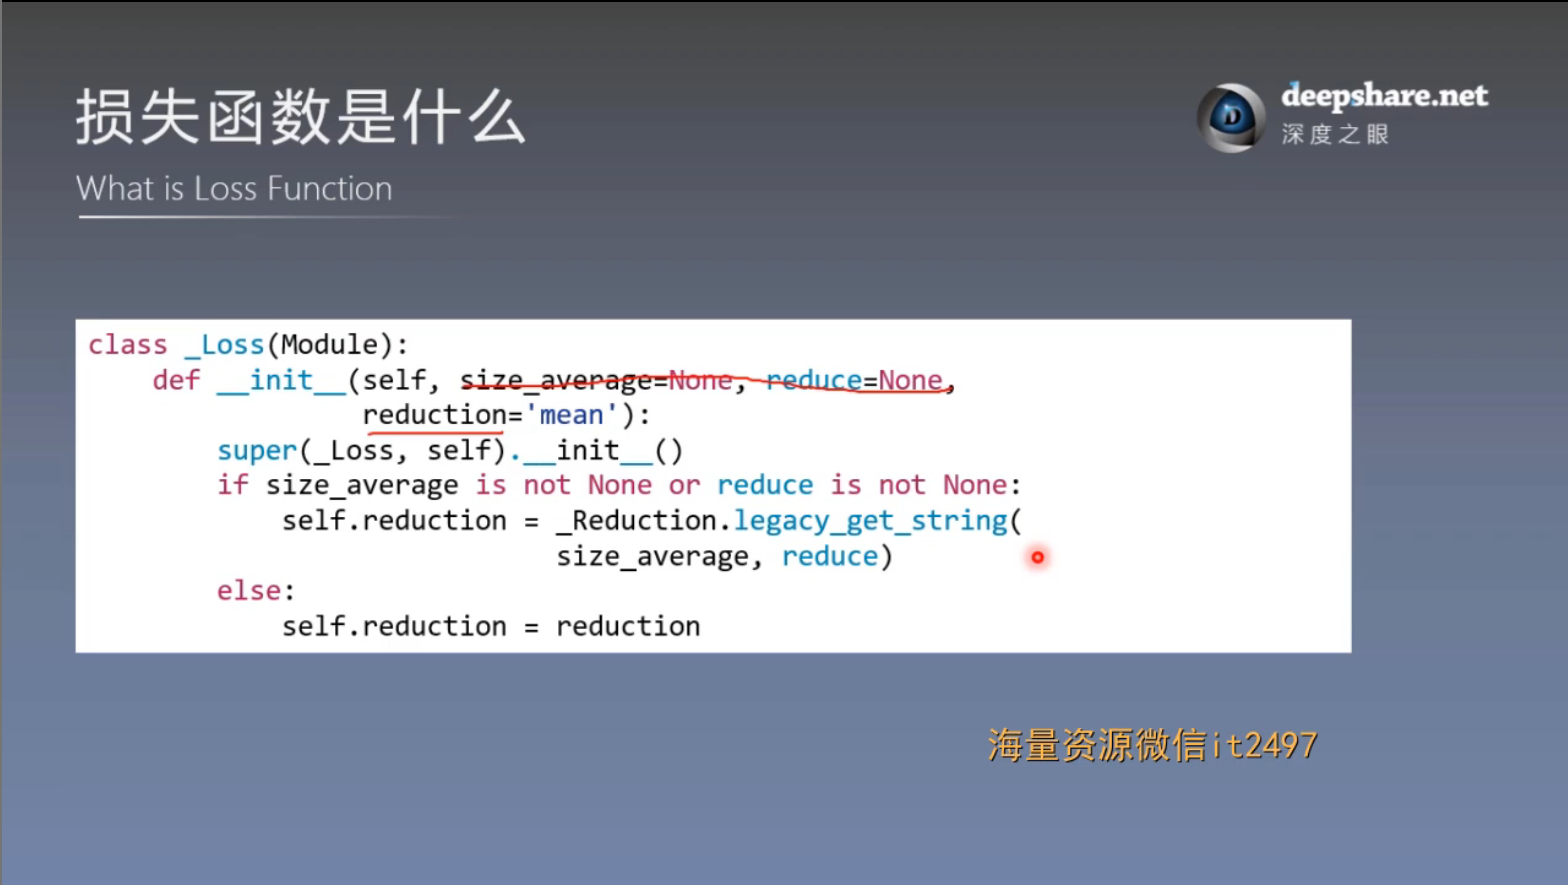 损失函数是什么
What is Loss Function
deepshare.net
深度之眼
class _Loss(Module):
    def __init__(self, size_average=None, reduce=None,
                 reduction='mean'):
        super(_Loss, self).__init__()
        if size_average is not None or reduce is not None:
            self.reduction = _Reduction.legacy_get_string(
                             size_average, reduce)
        else:
            self.reduction = reduction
海量资源微信it2497